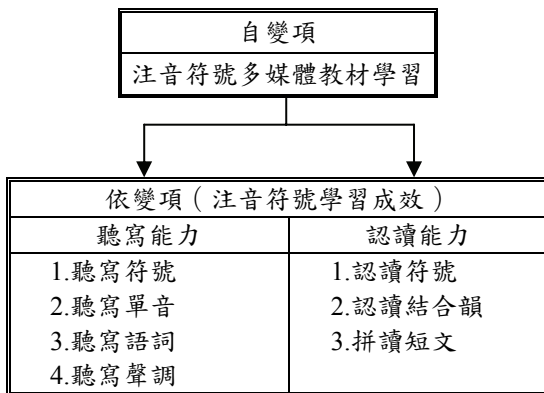 自變項
注音符號多媒體教材學習
依變項（注音符號學習成效）
聽寫能力
認讀能力
1.聽寫符號
2.聽寫單音
3.聽寫語詞
4.聽寫聲調
1.認讀符號
2.認讀結合韻
3.拼讀短文